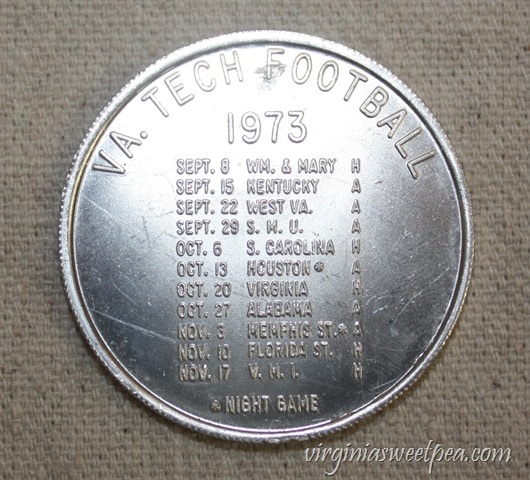 VA. TECH FOOTBALL
1973
SEPT. 8 WM. & MARY H
SEPT. 15 KENTUCKY A
SEPT. 22 WEST VA. A
SEPT. 29 S. M. U. A
OCT. 6 S. CAROLINA H
OCT. 13 HOUSTON * A
OCT. 20 VIRGINIA H
OCT. 27 ALABAMA A
NOV. 3 MEMPHIS ST. * A
NOV. 10 FLORIDA ST. H
NOV. 17 V. M. I. H
* NIGHT GAME
virginiasweetpea.com